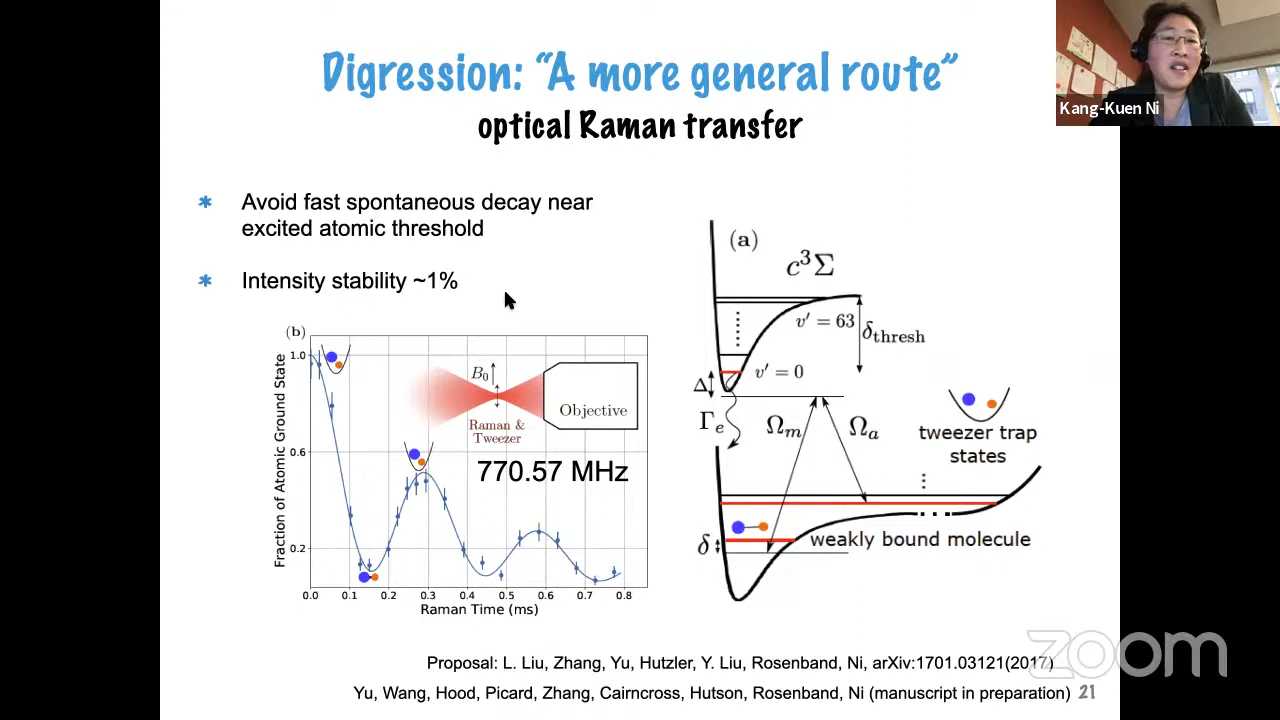 Digression: “A more general route”
optical Raman transfer
Kang-Kuen Ni
* Avoid fast spontaneous decay near
excited atomic threshold
* Intensity stability ~1%
(b)
1.0
0.6
0.2
Fraction of Atomic Ground State
B₀
Objective
Raman &
Tweezer
770.57 MHz
0.0 0.1 0.2 0.3 0.4 0.5 0.6 0.7 0.8
Raman Time (ms)
(a)
c³Σ
v′ = 63
δthresh
v′ = 0
Δ
Γe
Ωm
Ωa
tweezer trap
states
δ
weakly bound molecule
Proposal: L. Liu, Zhang, Yu, Hutzler, Y. Liu, Rosenband, Ni, arXiv:1701.03121(2017)
Yu, Wang, Hood, Picard, Zhang, Cairncross, Hutson, Rosenband, Ni (manuscript in preparation) 21
zoom